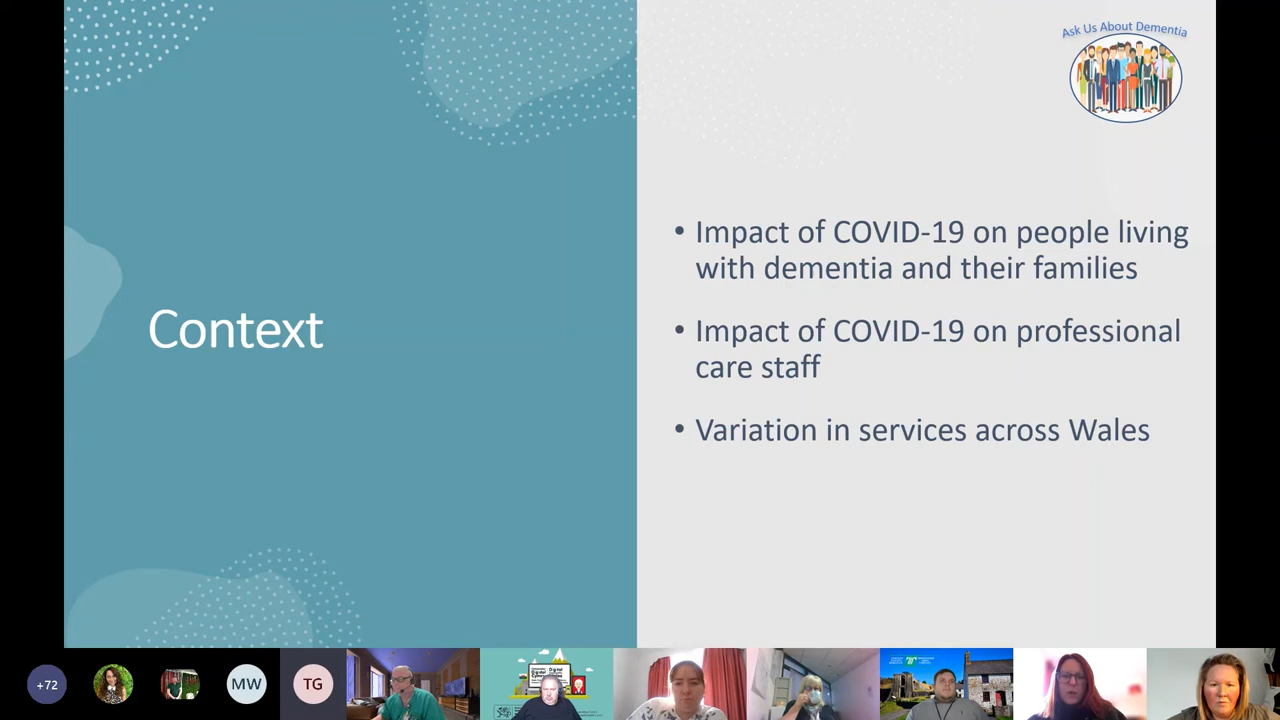 Ask Us About Dementia
Context
• Impact of COVID-19 on people living
with dementia and their families
• Impact of COVID-19 on professional
care staff
• Variation in services across Wales
+72
MW
TG